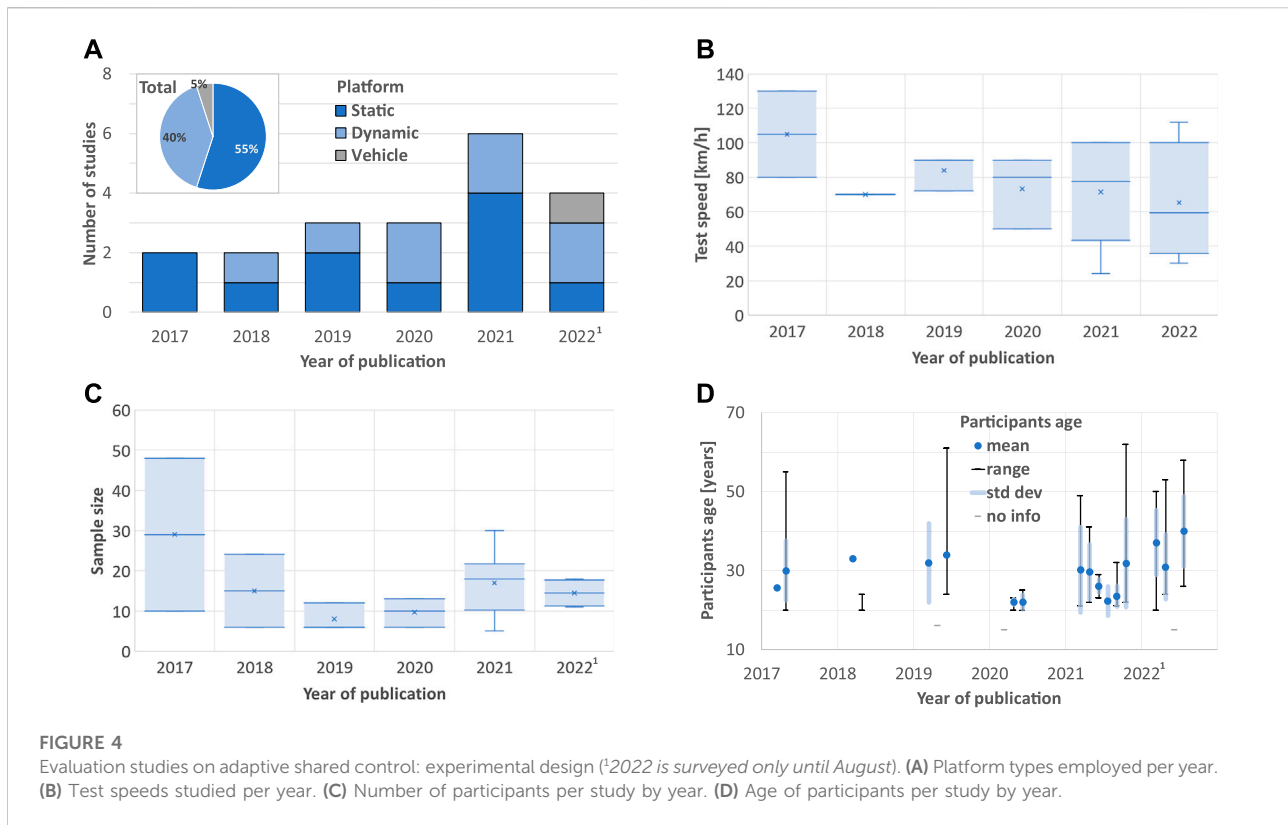 A
Number of studies
8
6
4
2
0
Total
5%
40%
55%
Platform
Static
Dynamic
Vehicle
2017 2018 2019 2020 2021 2022¹
Year of publication
B
Test speed [km/h]
140
120
100
80
60
40
20
0
2017 2018 2019 2020 2021 2022
Year of publication
C
Sample size
60
50
40
30
20
10
0
2017 2018 2019 2020 2021 2022¹
Year of publication
D
Participants age [years]
70
50
30
10
Participants age
mean
range
std dev
no info
2017 2018 2019 2020 2021 2022¹
Year of publication
FIGURE 4
Evaluation studies on adaptive shared control: experimental design (¹2022 is surveyed only until August). (A) Platform types employed per year.
(B) Test speeds studied per year. (C) Number of participants per study by year. (D) Age of participants per study by year.